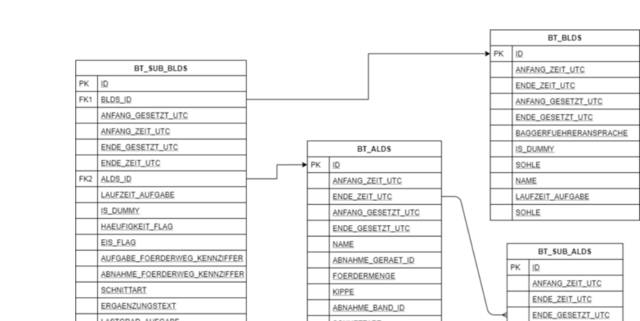 BT_SUB_BLDS
PK ID
FK1 BLDS_ID
ANFANG_GESETZT_UTC
ANFANG_ZEIT_UTC
ENDE_GESETZT_UTC
ENDE_ZEIT_UTC
FK2 ALDS_ID
LAUFZEIT_AUFGABE
IS_DUMMY
HAEUFIGKEIT_FLAG
EIS_FLAG
AUFGABE_FOERDERWEG_KENNZIFFER
ABNAHME_FOERDERWEG_KENNZIFFER
SCHNITTART
ERGAENZUNGSTEXT
BT_ALDS
PK ID
ANFANG_ZEIT_UTC
ENDE_ZEIT_UTC
ANFANG_GESETZT_UTC
ENDE_GESETZT_UTC
NAME
ABNAHME_GERAET_ID
FOERDERMENGE
KIPPE
ABNAHME_BAND_ID
BT_BLDS
PK ID
ANFANG_ZEIT_UTC
ENDE_ZEIT_UTC
ANFANG_GESETZT_UTC
ENDE_GESETZT_UTC
BAGGERFUEHRERANSPRACHE
IS_DUMMY
SOHLE
NAME
LAUFZEIT_AUFGABE
SOHLE
BT_SUB_ALDS
PK ID
ANFANG_ZEIT_UTC
ENDE_ZEIT_UTC
ENDE_GESETZT_UTC